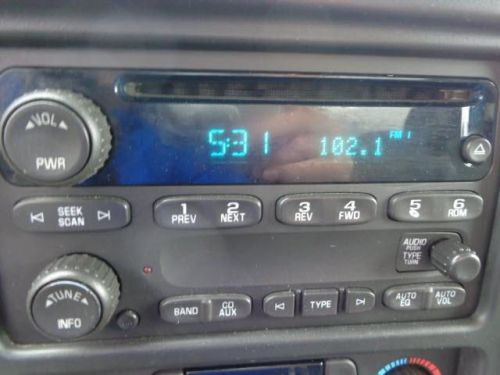 VOL
PWR
5:31 102.1 FM 1
SEEK
SCAN
1 PREV
2 NEXT
3 REV
4 FWD
5
6 RDM
AUDIO
PUSH
TYPE
TURN
TUNE
INFO
BAND
CD
AUX
TYPE
AUTO
EQ
AUTO
VOL